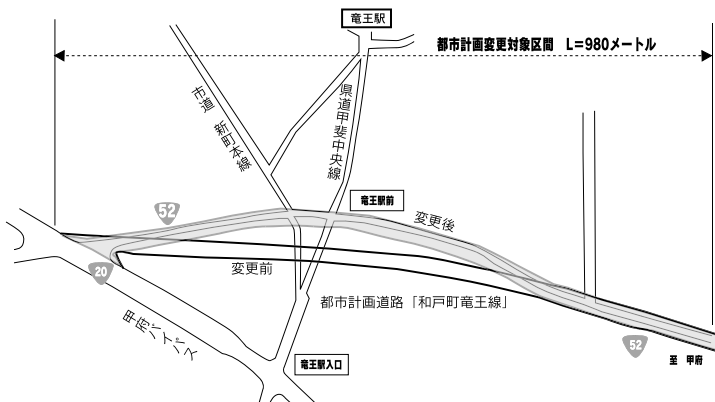 竜王駅
都市計画変更対象区間 L=980メートル
市道 新町本線
県道甲斐中央線
竜王駅前
52
変更後
20
変更前
都市計画道路「和戸町竜王線」
甲府バイパス
竜王駅入口
52
至 甲府